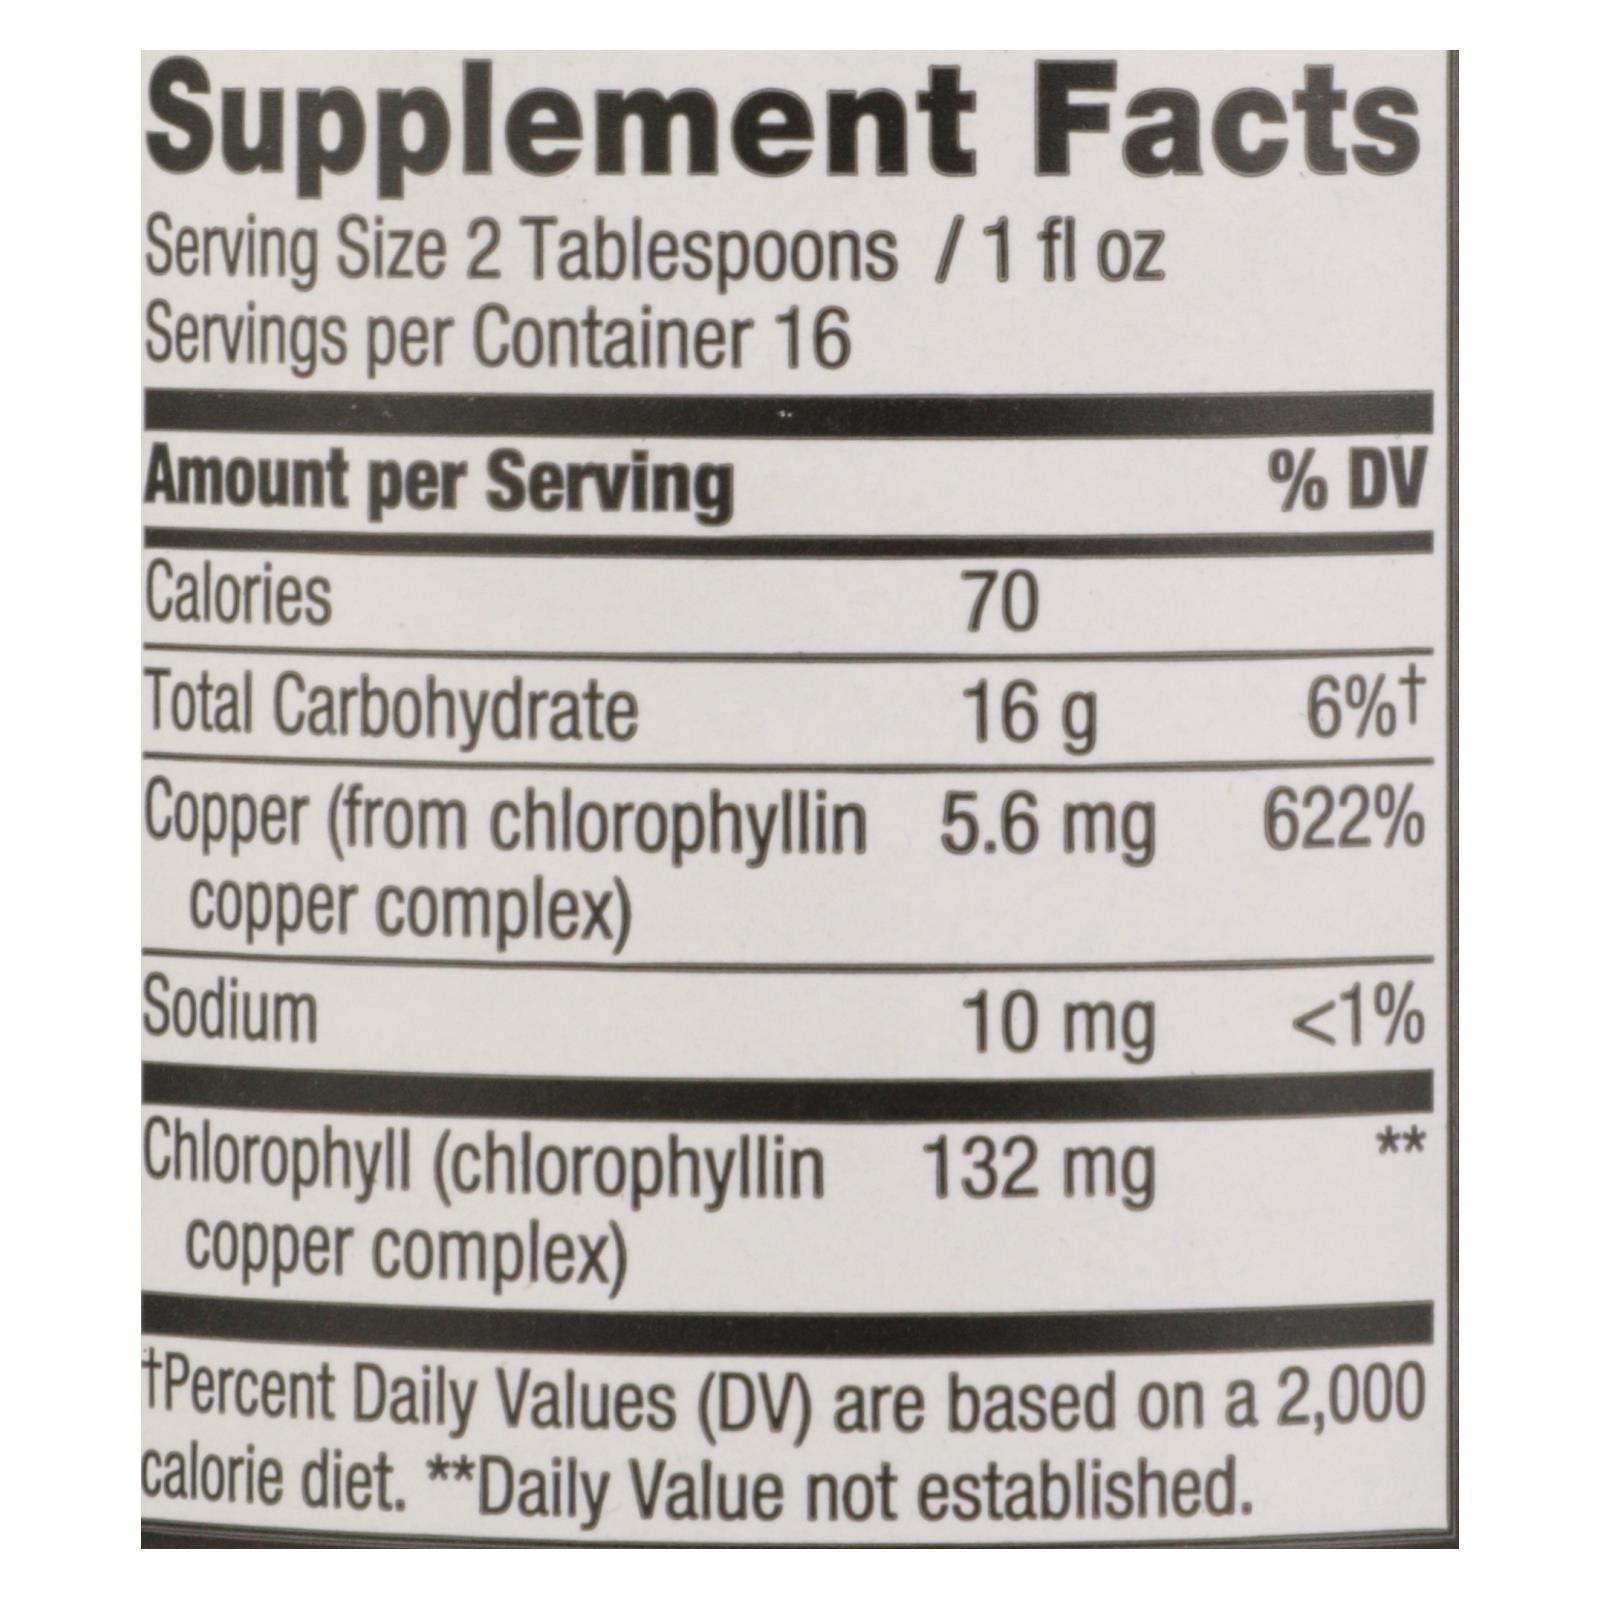 Supplement Facts
Serving Size 2 Tablespoons / 1 fl oz
Servings per Container 16
Amount per Serving % DV
Calories 70
Total Carbohydrate 16 g 6%†
Copper (from chlorophyllin 5.6 mg 622%
copper complex)
Sodium 10 mg <1%
Chlorophyll (chlorophyllin 132 mg **
copper complex)
†Percent Daily Values (DV) are based on a 2,000
calorie diet. **Daily Value not established.